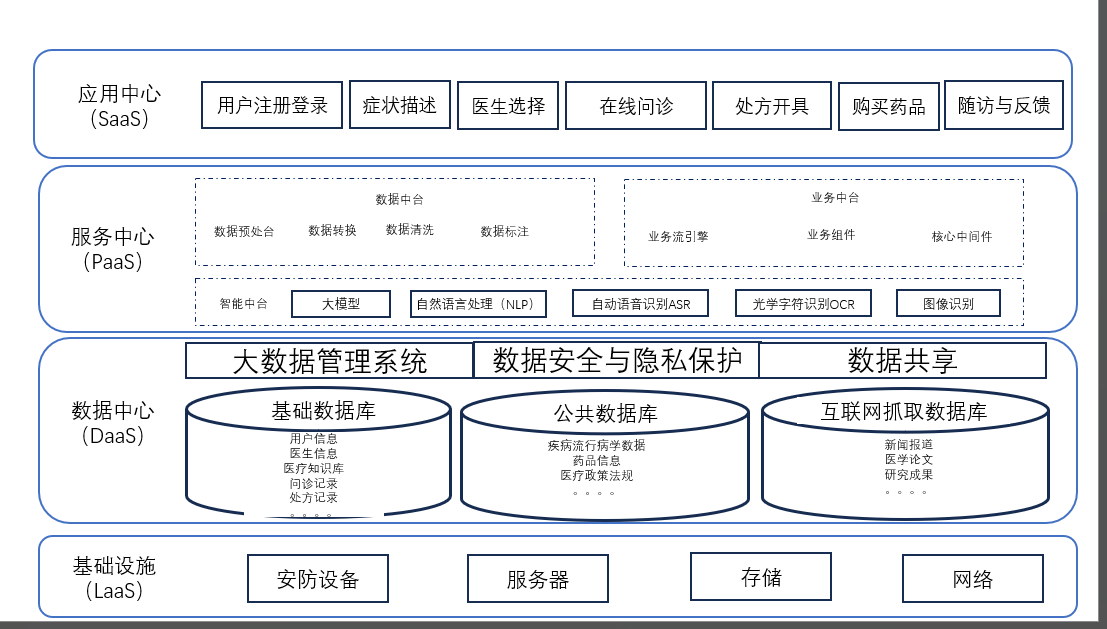 应用中心
（SaaS）
用户注册登录
症状描述
医生选择
在线问诊
处方开具
购买药品
随访与反馈
服务中心
（PaaS）
数据中台
数据预处台
数据转换
数据清洗
数据标注
业务中台
业务流引擎
业务组件
核心中间件
智能中台
大模型
自然语言处理（NLP）
自动语音识别ASR
光学字符识别OCR
图像识别
数据中心
（DaaS）
大数据管理系统
数据安全与隐私保护
数据共享
基础数据库
用户信息
医生信息
医疗知识库
问诊记录
处方记录
。。。。
公共数据库
疾病流行病学数据
药品信息
医疗政策法规
。。。。
互联网抓取数据库
新闻报道
医学论文
研究成果
。。。。
基础设施
（LaaS）
安防设备
服务器
存储
网络